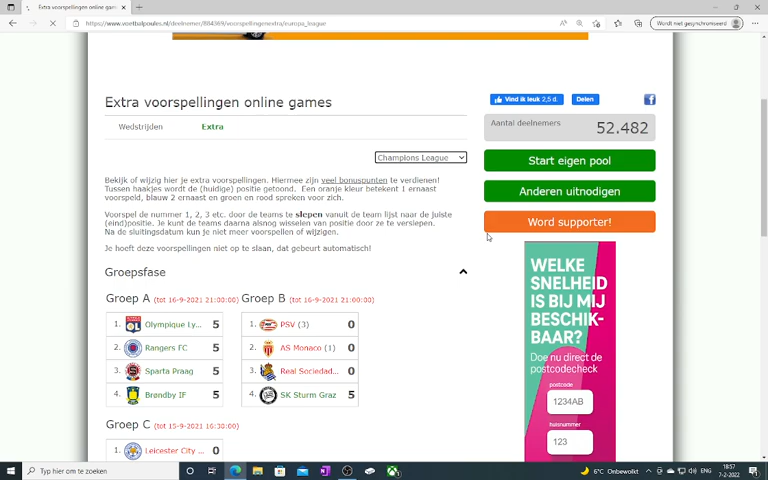 Extra voorspellingen online game
https://www.voetbalpoules.nl/deelnemer/884369/voorspellingenextra/europa_league
Wordt niet gesynchroniseerd
Extra voorspellingen online games
Vind ik leuk 2,5 d.
Delen
Wedstrijden
Extra
Aantal deelnemers
52.482
Champions League
Start eigen pool
Anderen uitnodigen
Word supporter!
Bekijk of wijzig hier je extra voorspellingen. Hiermee zijn veel bonuspunten te verdienen!
Tussen haakjes wordt de (huidige) positie getoond. Een oranje kleur betekent 1 ernaast
voorspeld, blauw 2 ernaast en groen en rood spreken voor zich.
Voorspel de nummer 1, 2, 3 etc. door de teams te slepen vanuit de team lijst naar de juiste
(eind)positie. Je kunt de teams daarna alsnog wisselen van positie door ze te verslepen.
Na de sluitingsdatum kun je niet meer voorspellen of wijzigen.
Je hoeft deze voorspellingen niet op te slaan, dat gebeurt automatisch!
Groepsfase
Groep A (tot 16-9-2021 21:00:00)
1. Olympique Ly... 5
2. Rangers FC 5
3. Sparta Praag 5
4. Brøndby IF 5
Groep B (tot 16-9-2021 21:00:00)
1. PSV (3) 0
2. AS Monaco (1) 0
3. Real Sociedad... 0
4. SK Sturm Graz 5
Groep C (tot 15-9-2021 16:30:00)
1. Leicester City ... 0
WELKE
SNELHEID
IS BIJ MIJ
BESCHIK-
BAAR?
Doe nu direct de
postcodecheck
postcode
1234AB
huisnummer
123
Typ hier om te zoeken
6°C Onbewolkt
ENG
18:57
7-2-2022